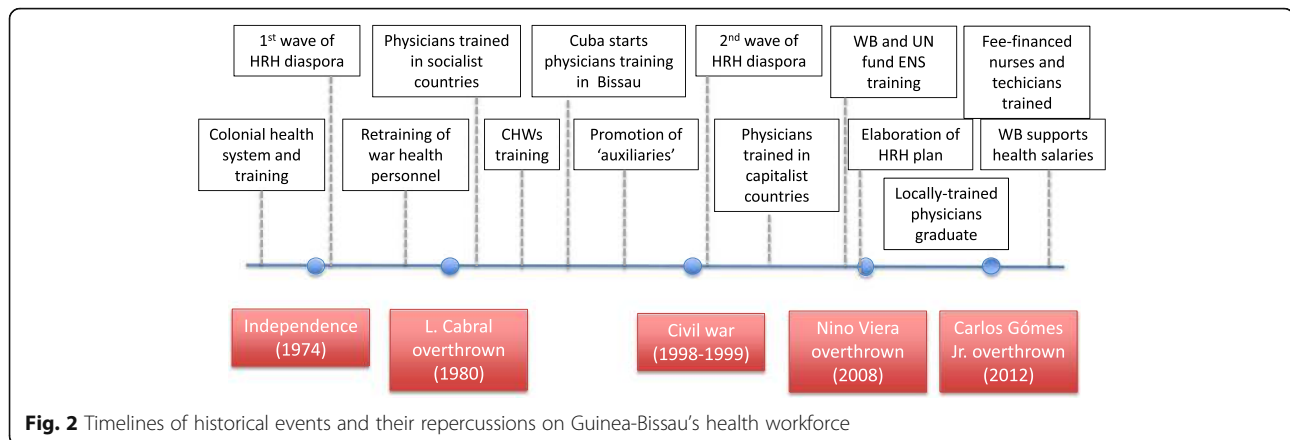 1st wave of
HRH diaspora
Physicians trained
in socialist
countries
Cuba starts
physicians training
in Bissau
2nd wave of
HRH diaspora
WB and UN
fund ENS
training
Fee-financed
nurses and
techicians
trained
Colonial health
system and
training
Retraining of
war health
personnel
CHWs
training
Promotion of
‘auxiliaries’
Physicians
trained in
capitalist
countries
Elaboration of
HRH plan
WB supports
health salaries
Locally-trained
physicians
graduate
Independence
(1974)
L. Cabral
overthrown
(1980)
Civil war
(1998-1999)
Nino Viera
overthrown
(2008)
Carlos Gómes
Jr. overthrown
(2012)
Fig. 2 Timelines of historical events and their repercussions on Guinea-Bissau’s health workforce